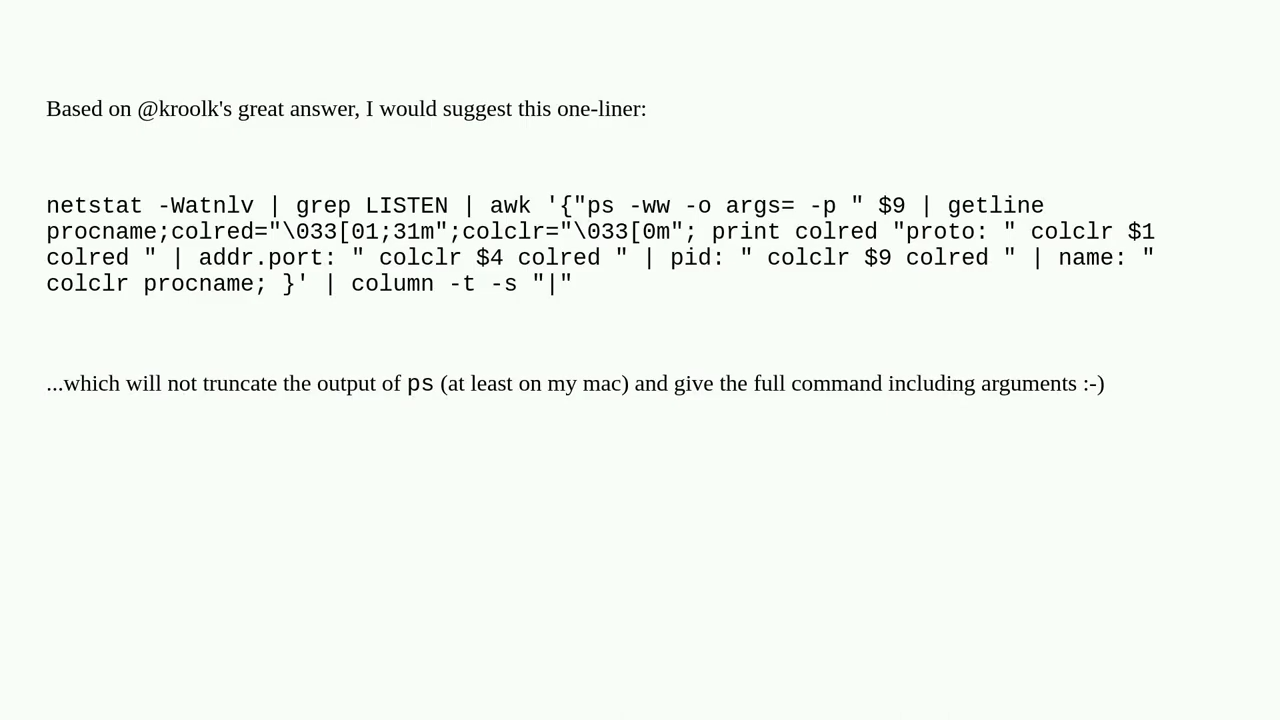 Based on @kroolk's great answer, I would suggest this one-liner:
netstat -Watnlv | grep LISTEN | awk '{"ps -ww -o args= -p " $9 | getline
procname;colred="\033[01;31m";colclr="\033[0m"; print colred "proto: " colclr $1
colred " | addr.port: " colclr $4 colred " | pid: " colclr $9 colred " | name: "
colclr procname; }' | column -t -s "|"
...which will not truncate the output of ps (at least on my mac) and give the full command including arguments :-)